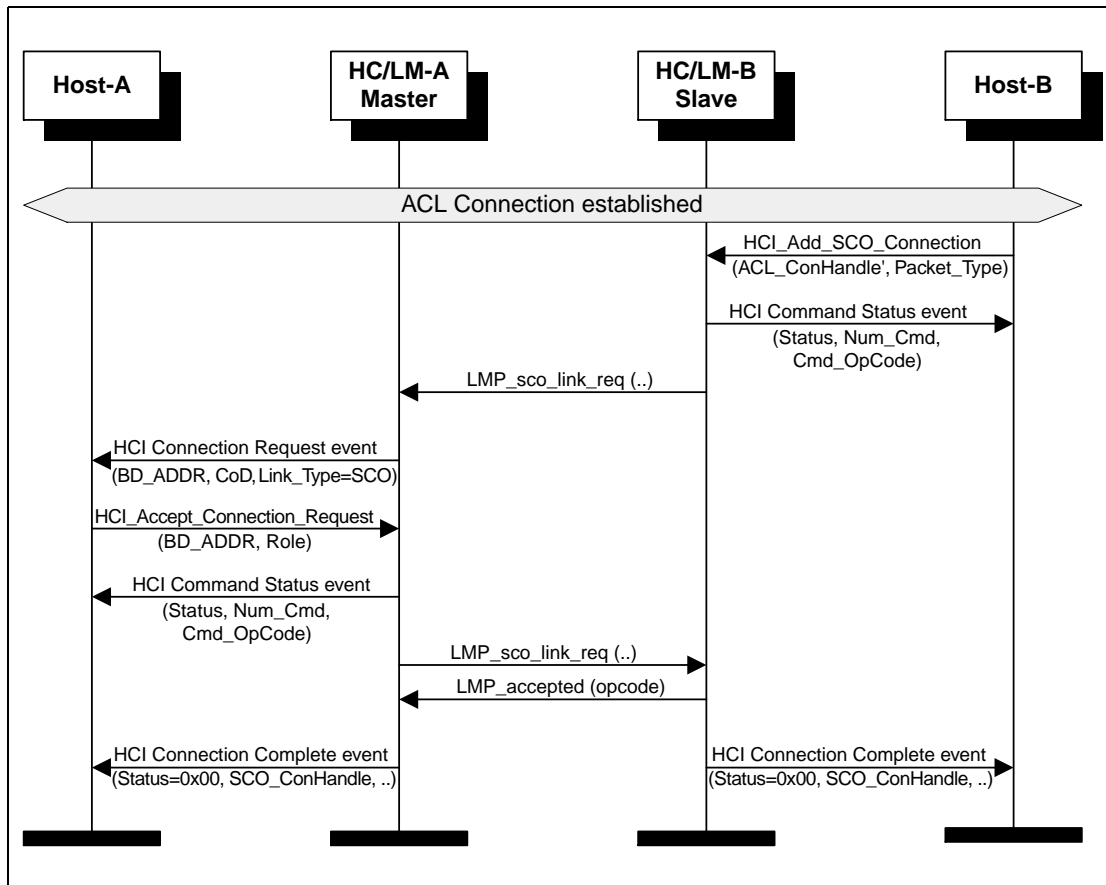 Host-A
HC/LM-A
Master
HC/LM-B
Slave
Host-B
ACL Connection established
HCI_Add_SCO_Connection
(ACL_ConHandle', Packet_Type)
HCI Command Status event
(Status, Num_Cmd,
Cmd_OpCode)
LMP_sco_link_req (..)
HCI Connection Request event
(BD_ADDR, CoD, Link_Type=SCO)
HCI_Accept_Connection_Request
(BD_ADDR, Role)
HCI Command Status event
(Status, Num_Cmd,
Cmd_OpCode)
LMP_sco_link_req (..)
LMP_accepted (opcode)
HCI Connection Complete event
(Status=0x00, SCO_ConHandle, ..)
HCI Connection Complete event
(Status=0x00, SCO_ConHandle, ..)